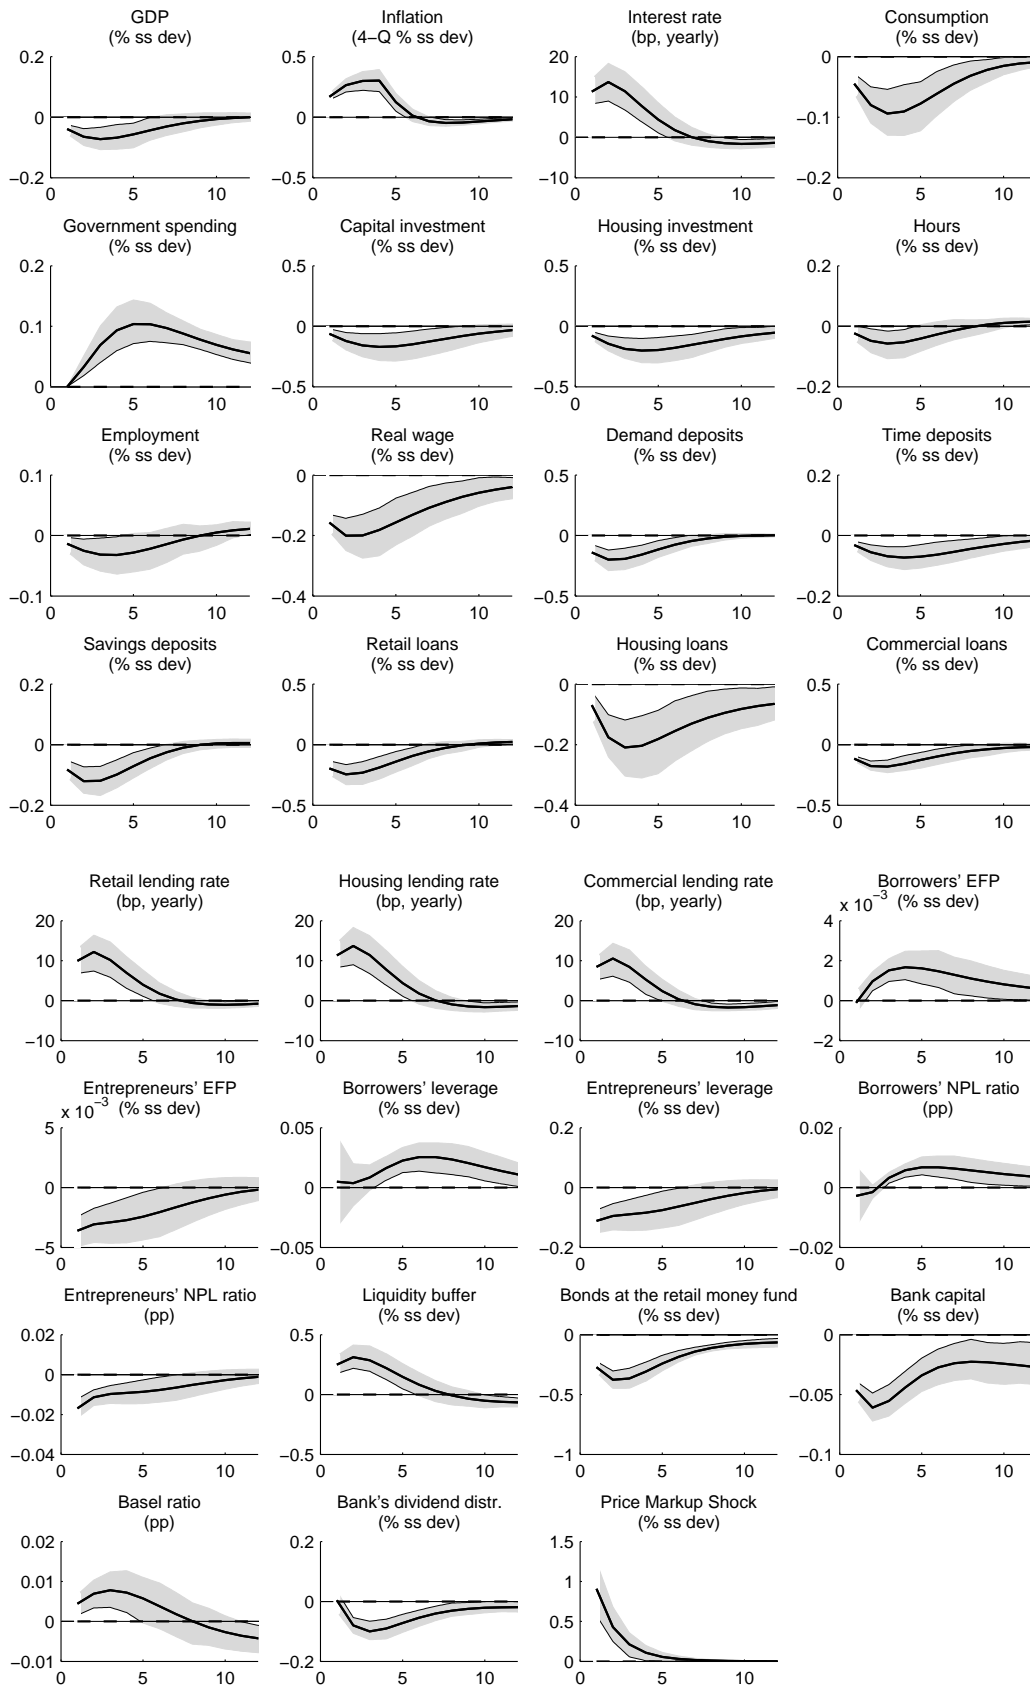 GDP
(% ss dev)
0.2
0
−0.2
0 5 10
Inflation
(4−Q % ss dev)
0.5
0
−0.5
0 5 10
Interest rate
(bp, yearly)
20
10
0
−10
0 5 10
Consumption
(% ss dev)
0
−0.1
−0.2
0 5 10
Government spending
(% ss dev)
0.2
0.1
0
0 5 10
Capital investment
(% ss dev)
0.5
0
−0.5
0 5 10
Housing investment
(% ss dev)
0.5
0
−0.5
0 5 10
Hours
(% ss dev)
0.2
0
−0.2
0 5 10
Employment
(% ss dev)
0.1
0
−0.1
0 5 10
Real wage
(% ss dev)
0
−0.2
−0.4
0 5 10
Demand deposits
(% ss dev)
0.5
0
−0.5
0 5 10
Time deposits
(% ss dev)
0.2
0
−0.2
0 5 10
Savings deposits
(% ss dev)
0.2
0
−0.2
0 5 10
Retail loans
(% ss dev)
0.5
0
−0.5
0 5 10
Housing loans
(% ss dev)
0
−0.2
−0.4
0 5 10
Commercial loans
(% ss dev)
0.5
0
−0.5
0 5 10
Retail lending rate
(bp, yearly)
20
10
0
−10
0 5 10
Housing lending rate
(bp, yearly)
20
10
0
−10
0 5 10
Commercial lending rate
(bp, yearly)
20
10
0
−10
0 5 10
Borrowers' EFP
x 10−3 (% ss dev)
4
2
0
−2
0 5 10
Entrepreneurs' EFP
x 10−3 (% ss dev)
5
0
−5
0 5 10
Borrowers' leverage
(% ss dev)
0.05
0
−0.05
0 5 10
Entrepreneurs' leverage
(% ss dev)
0.2
0
−0.2
0 5 10
Borrowers' NPL ratio
(pp)
0.02
0
−0.02
0 5 10
Entrepreneurs' NPL ratio
(pp)
0.02
0
−0.02
−0.04
0 5 10
Liquidity buffer
(% ss dev)
0.5
0
−0.5
0 5 10
Bonds at the retail money fund
(% ss dev)
0
−0.5
−1
0 5 10
Bank capital
(% ss dev)
0
−0.05
−0.1
0 5 10
Basel ratio
(pp)
0.02
0.01
0
−0.01
0 5 10
Bank's dividend distr.
(% ss dev)
0.2
0
−0.2
0 5 10
Price Markup Shock
(% ss dev)
1.5
1
0.5
0
0 5 10